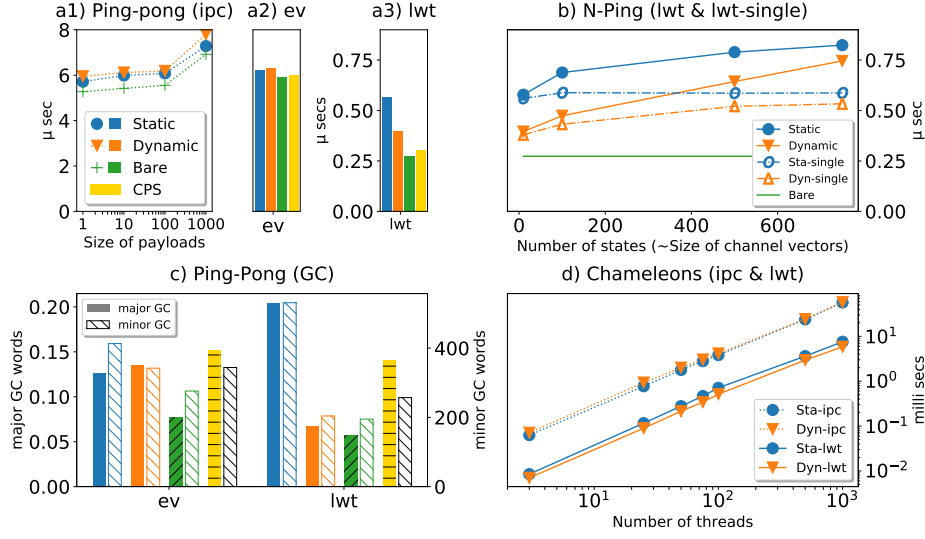 a1) Ping-pong (ipc)
8
6
4
2
0
μ sec
Static
Dynamic
Bare
CPS
1 10 100 1000
Size of payloads
a2) ev
ev
a3) lwt
μ secs
0.75
0.50
0.25
0.00
lwt
b) N-Ping (lwt & lwt-single)
0.75
0.50
0.25
0.00
μ sec
Static
Dynamic
Sta-single
Dyn-single
Bare
0 200 400 600
Number of states (~Size of channel vectors)
c) Ping-Pong (GC)
major GC words
0.20
0.15
0.10
0.05
0.00
major GC
minor GC
400
200
0
minor GC words
ev lwt
d) Chameleons (ipc & lwt)
10¹
10⁰
10⁻¹
10⁻²
milli secs
Sta-ipc
Dyn-ipc
Sta-lwt
Dyn-lwt
10¹ 10² 10³
Number of threads